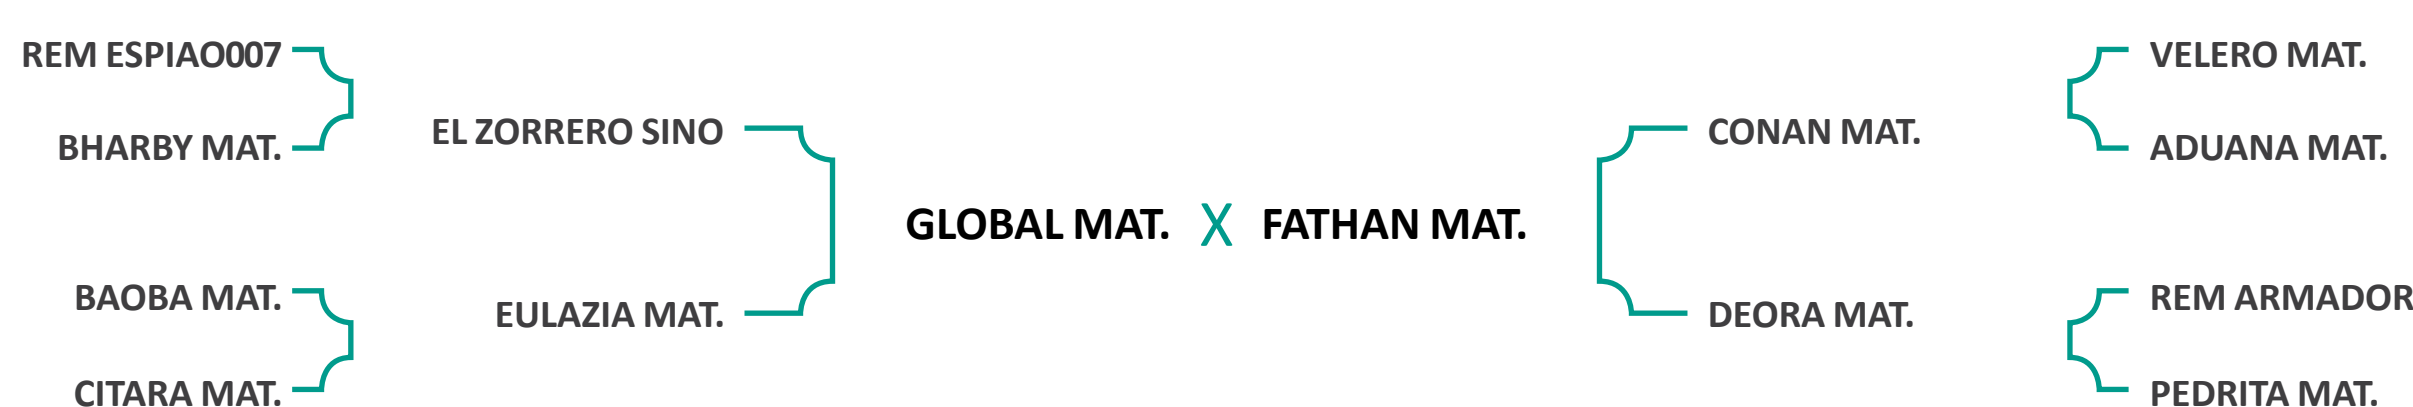 REM ESPIAO007
BHARBY MAT.
BAOBA MAT.
CITARA MAT.
EL ZORRERO SINO
EULAZIA MAT.
GLOBAL MAT. X FATHAN MAT.
CONAN MAT.
DEORA MAT.
VELERO MAT.
ADUANA MAT.
REM ARMADOR
PEDRITA MAT.